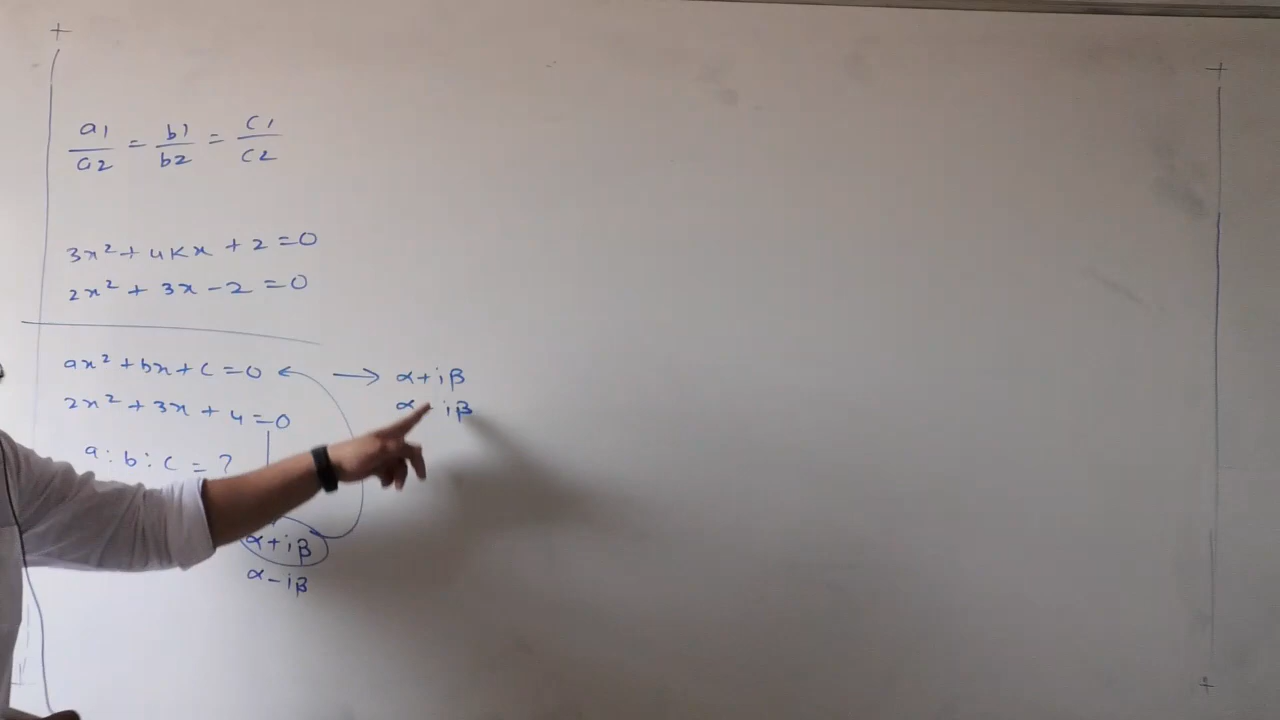 a1/a2 = b1/b2 = c1/c2
3x² + 4kx + 2 = 0
2x² + 3x - 2 = 0
ax² + bx + c = 0 ← → α + iβ
2x² + 3x + 4 = 0 α - iβ
a : b : c = ?
α + iβ
α - iβ